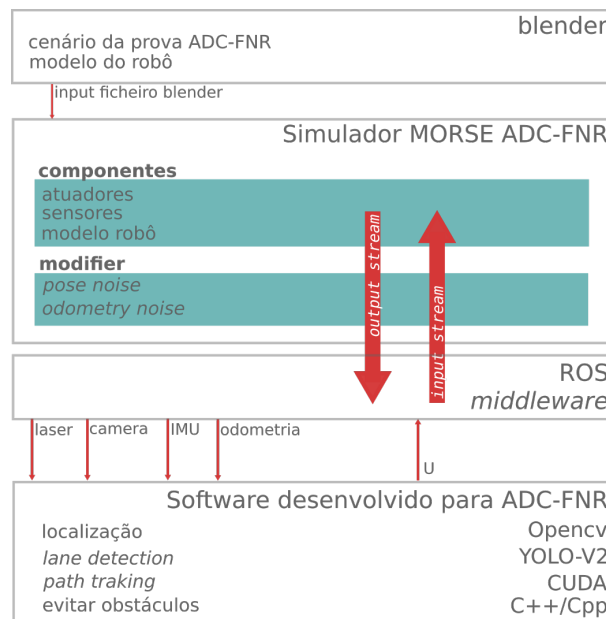 blender
cenário da prova ADC-FNR
modelo do robô
input ficheiro blender
Simulador MORSE ADC-FNR
componentes
atuadores
sensores
modelo robô
modifier
pose noise
odometry noise
output stream
input stream
ROS
middleware
laser
camera
IMU
odometria
U
Software desenvolvido para ADC-FNR
localização
lane detection
path traking
evitar obstáculos
Opencv
YOLO-V2
CUDA
C++/Cpp